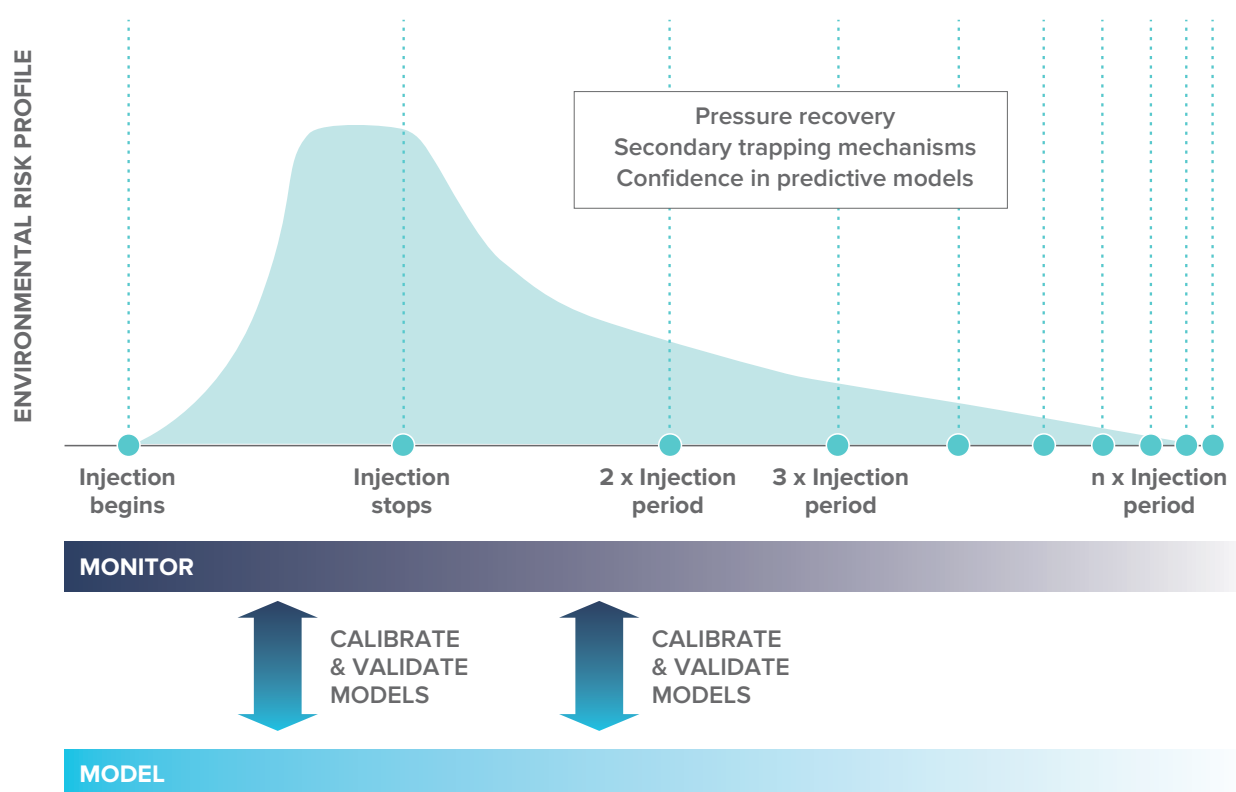 ENVIRONMENTAL RISK PROFILE
Pressure recovery
Secondary trapping mechanisms
Confidence in predictive models
Injection
begins
Injection
stops
2 x Injection
period
3 x Injection
period
n x Injection
period
MONITOR
CALIBRATE
& VALIDATE
MODELS
CALIBRATE
& VALIDATE
MODELS
MODEL